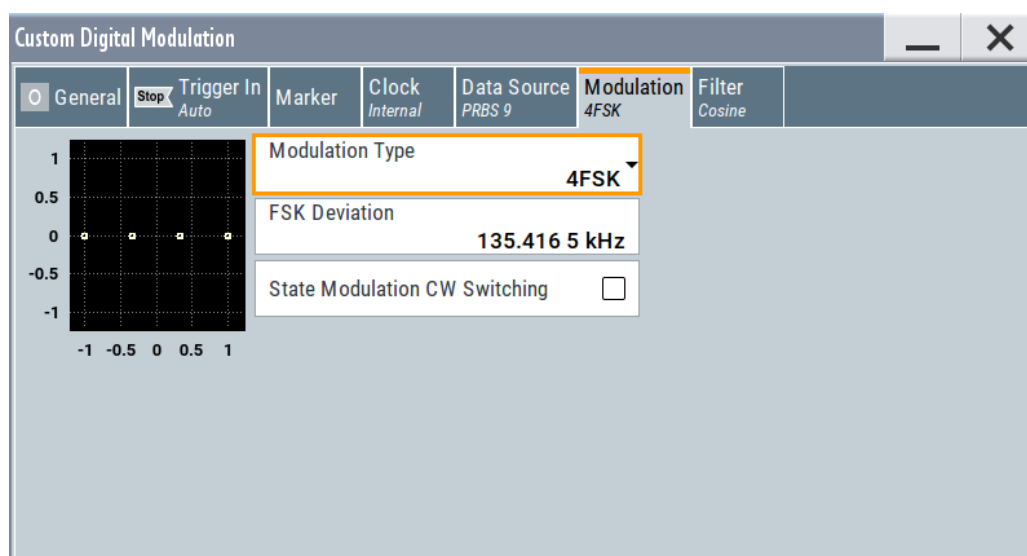 Custom Digital Modulation
O General
Stop Trigger In
Auto
Marker
Clock
Internal
Data Source
PRBS 9
Modulation
4FSK
Filter
Cosine
1
0.5
0
-0.5
-1
-1 -0.5 0 0.5 1
Modulation Type
4FSK
FSK Deviation
135.416 5 kHz
State Modulation CW Switching